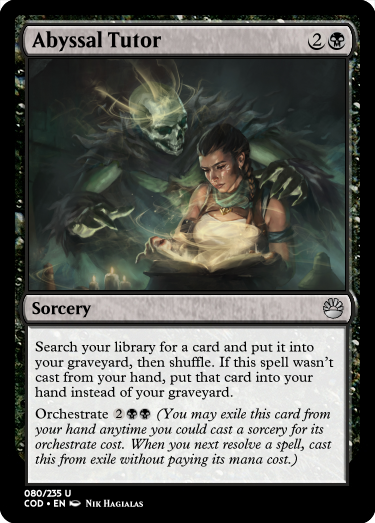 Abyssal Tutor 2
Sorcery
Search your library for a card and put it into
your graveyard, then shuffle. If this spell wasn't
cast from your hand, put that card into your
hand instead of your graveyard.
Orchestrate 2 (You may exile this card from
your hand anytime you could cast a sorcery for its
orchestrate cost. When you next resolve a spell, cast
this from exile without paying its mana cost.)
080/235 U
COD • EN Nik Hagialas